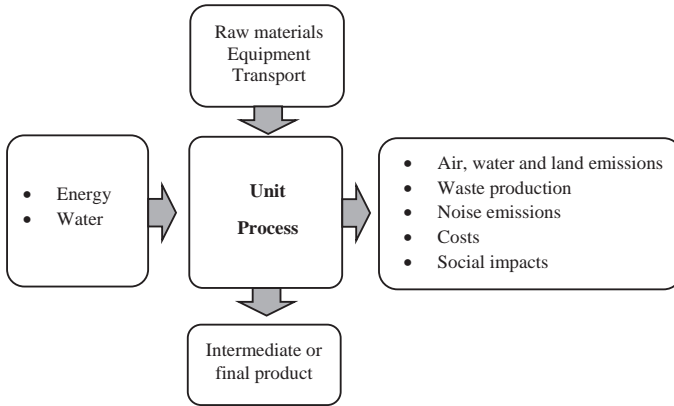 Raw materials
Equipment
Transport
• Energy
• Water
Unit
Process
• Air, water and land emissions
• Waste production
• Noise emissions
• Costs
• Social impacts
Intermediate or
final product